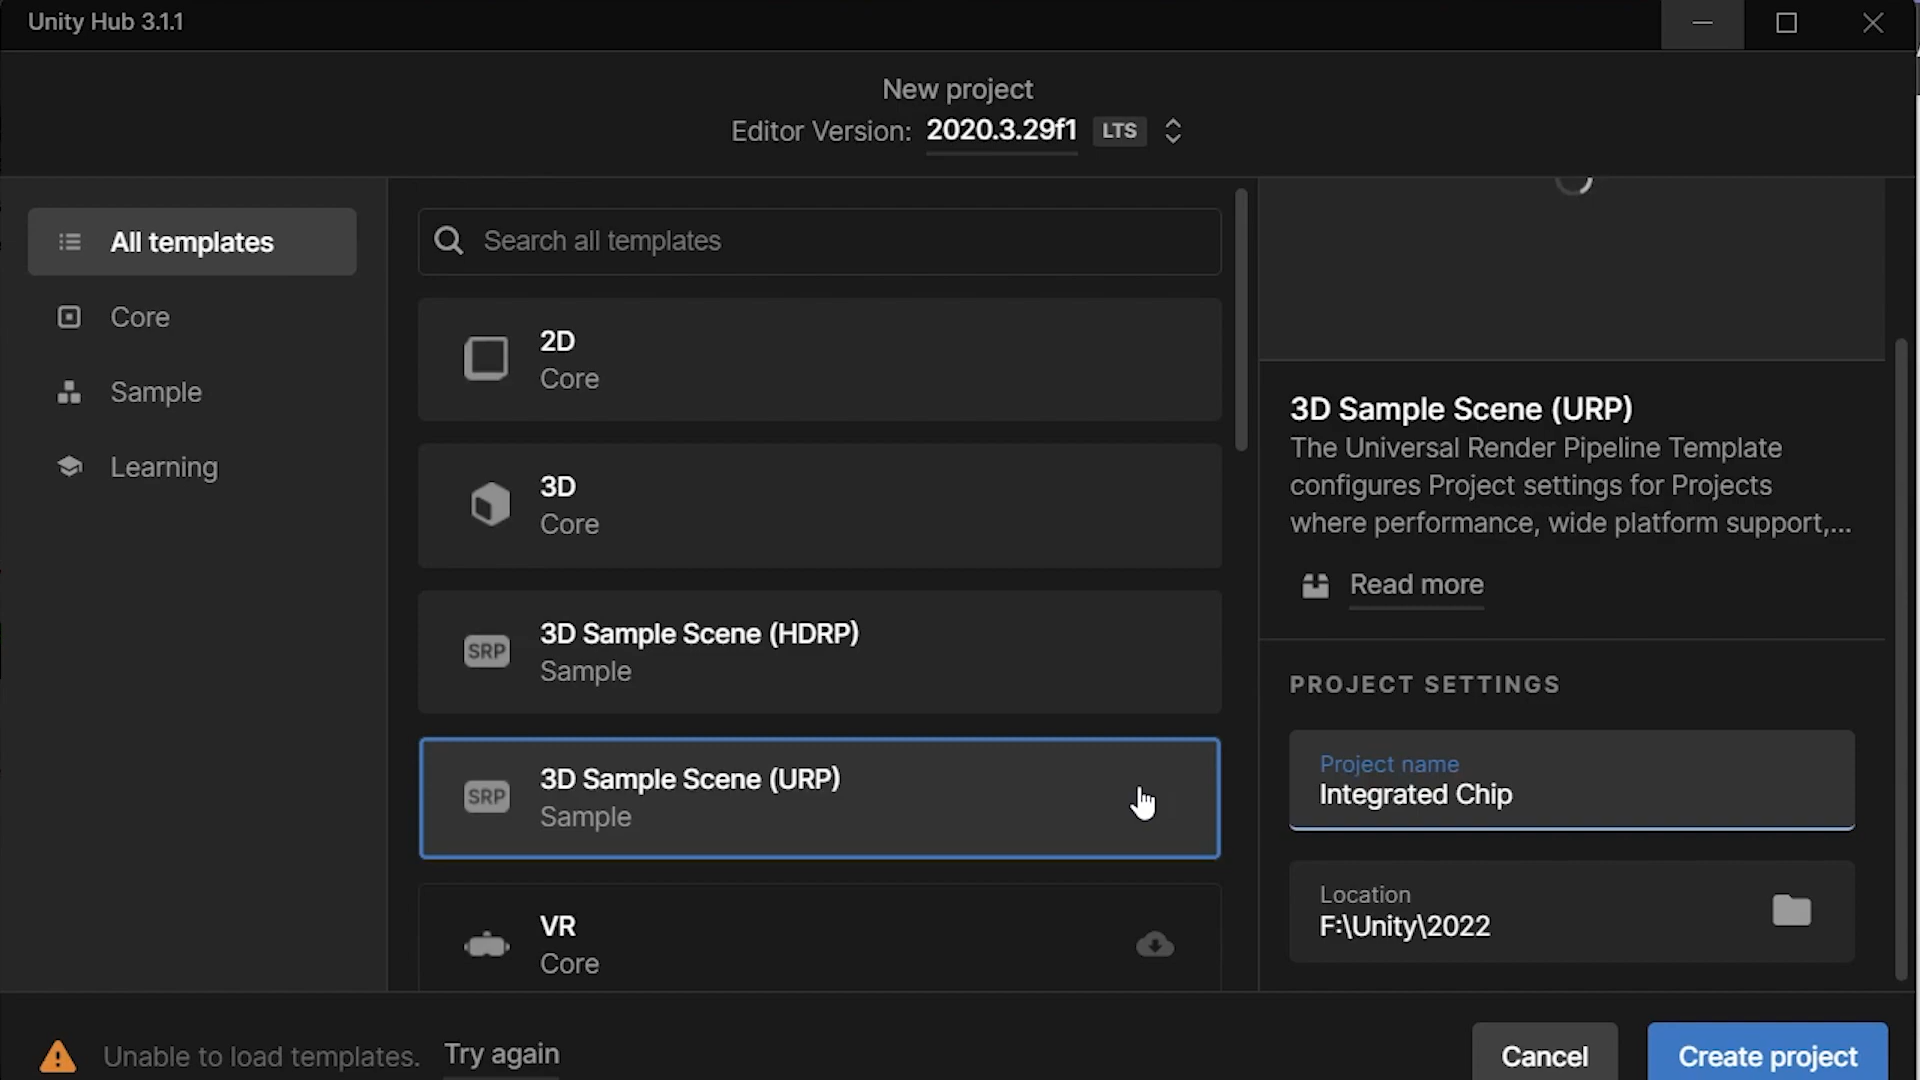 Unity Hub 3.1.1
New project
Editor Version: 2020.3.29f1 LTS
All templates
Core
Sample
Learning
Search all templates
2D
Core
3D
Core
SRP
3D Sample Scene (HDRP)
Sample
SRP
3D Sample Scene (URP)
Sample
VR
Core
3D Sample Scene (URP)
The Universal Render Pipeline Template
configures Project settings for Projects
where performance, wide platform support,...
Read more
PROJECT SETTINGS
Project name
Integrated Chip
Location
F:\Unity\2022
Unable to load templates. Try again
Cancel
Create project